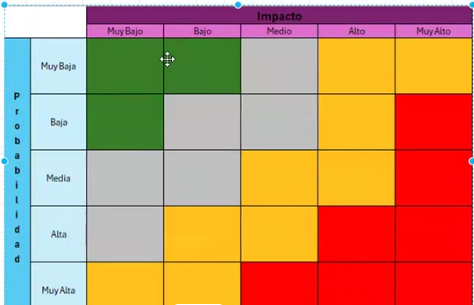 Impacto
Muy Bajo
Bajo
Medio
Alto
Muy Alto
Probabilidad
Muy Baja
Baja
Media
Alta
Muy Alta